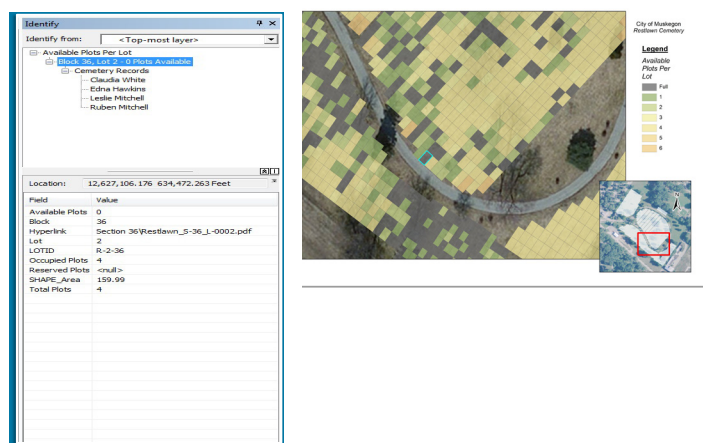 Identify
Identify from: <Top-most layer>
Available Plots Per Lot
Block 36, Lot 2 - 0 Plots Available
Cemetery Records
Claudia White
Edna Hawkins
Leslie Mitchell
Ruben Mitchell
Location: 12,627,106.176 634,472.263 Feet
Field Value
Available Plots 0
Block 36
Hyperlink Section 36\Restlawn_S-36_L-0002.pdf
Lot 2
LOTID R-2-36
Occupied Plots 4
Reserved Plots <null>
SHAPE_Area 159.99
Total Plots 4
City of Muskegon
Restlawn Cemetery
Legend
Available
Plots Per
Lot
Full
1
2
3
4
5
6
N